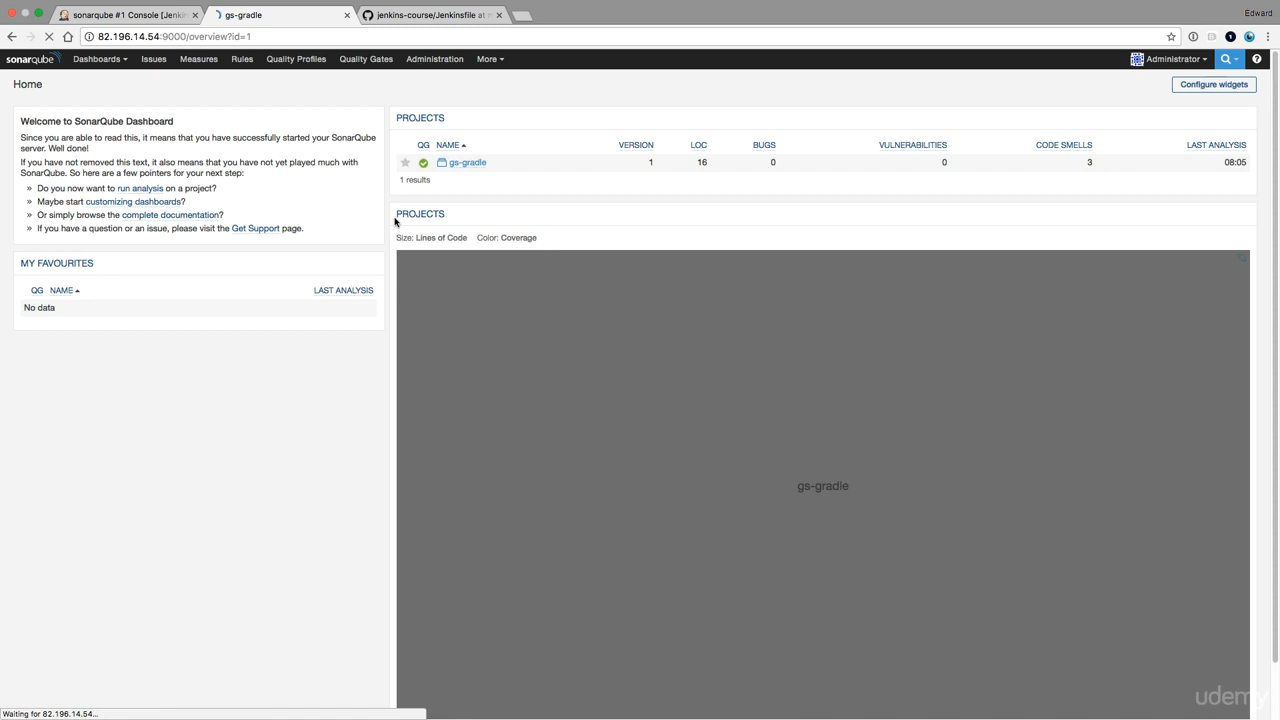 sonarqube #1 Console [Jenkin
gs-gradle
jenkins-course/Jenkinsfile at m
Edward
82.196.14.54:9000/overview?id=1
sonarqube
Dashboards
Issues
Measures
Rules
Quality Profiles
Quality Gates
Administration
More
Administrator
Home
Configure widgets
Welcome to SonarQube Dashboard
Since you are able to read this, it means that you have successfully started your SonarQube
server. Well done!
If you have not removed this text, it also means that you have not yet played much with
SonarQube. So here are a few pointers for your next step:
» Do you now want to run analysis on a project?
» Maybe start customizing dashboards?
» Or simply browse the complete documentation?
» If you have a question or an issue, please visit the Get Support page.
MY FAVOURITES
QG NAME LAST ANALYSIS
No data
PROJECTS
QG NAME VERSION LOC BUGS VULNERABILITIES CODE SMELLS LAST ANALYSIS
gs-gradle 1 16 0 0 3 08:05
1 results
PROJECTS
Size: Lines of Code Color: Coverage
gs-gradle
Waiting for 82.196.14.54...
udemy